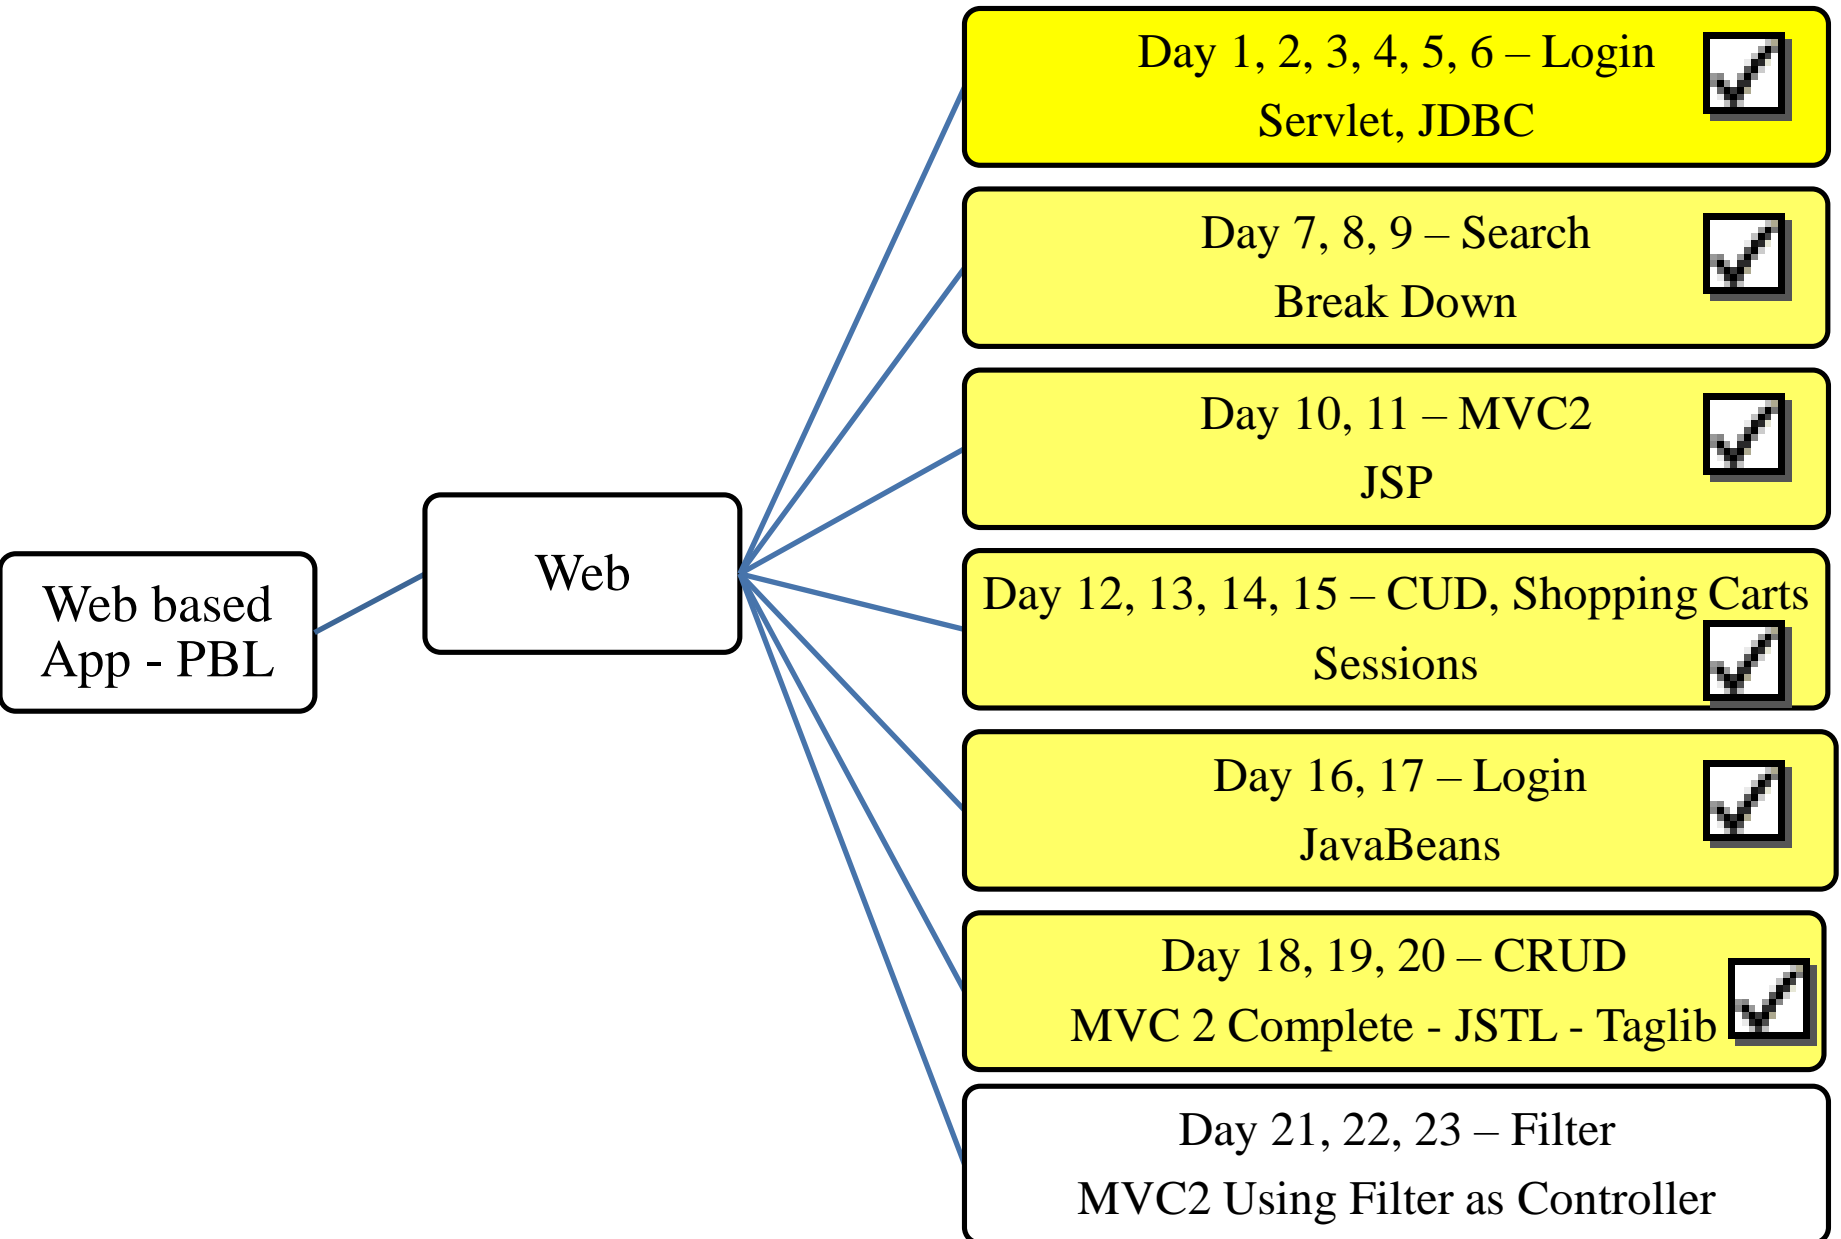 Web based
App - PBL
Web
Day 1, 2, 3, 4, 5, 6 – Login
Servlet, JDBC
Day 7, 8, 9 – Search
Break Down
Day 10, 11 – MVC2
JSP
Day 12, 13, 14, 15 – CUD, Shopping Carts
Sessions
Day 16, 17 – Login
JavaBeans
Day 18, 19, 20 – CRUD
MVC 2 Complete - JSTL - Taglib
Day 21, 22, 23 – Filter
MVC2 Using Filter as Controller